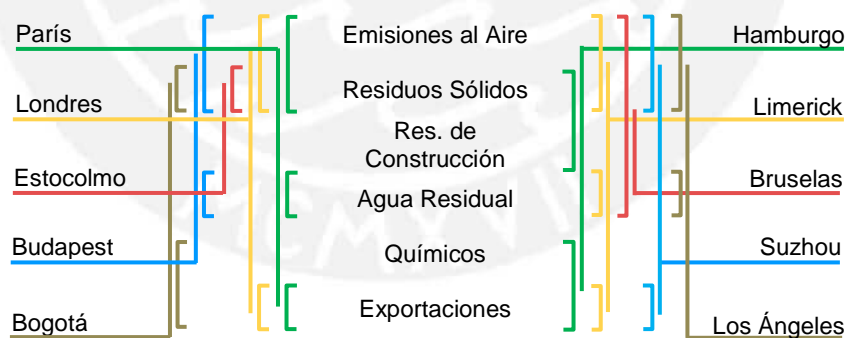 París
Emisiones al Aire
Hamburgo
Residuos Sólidos
Londres
Limerick
Res. de
Construcción
Estocolmo
Agua Residual
Bruselas
Budapest
Químicos
Suzhou
Exportaciones
Bogotá
Los Ángeles
MCMXVII